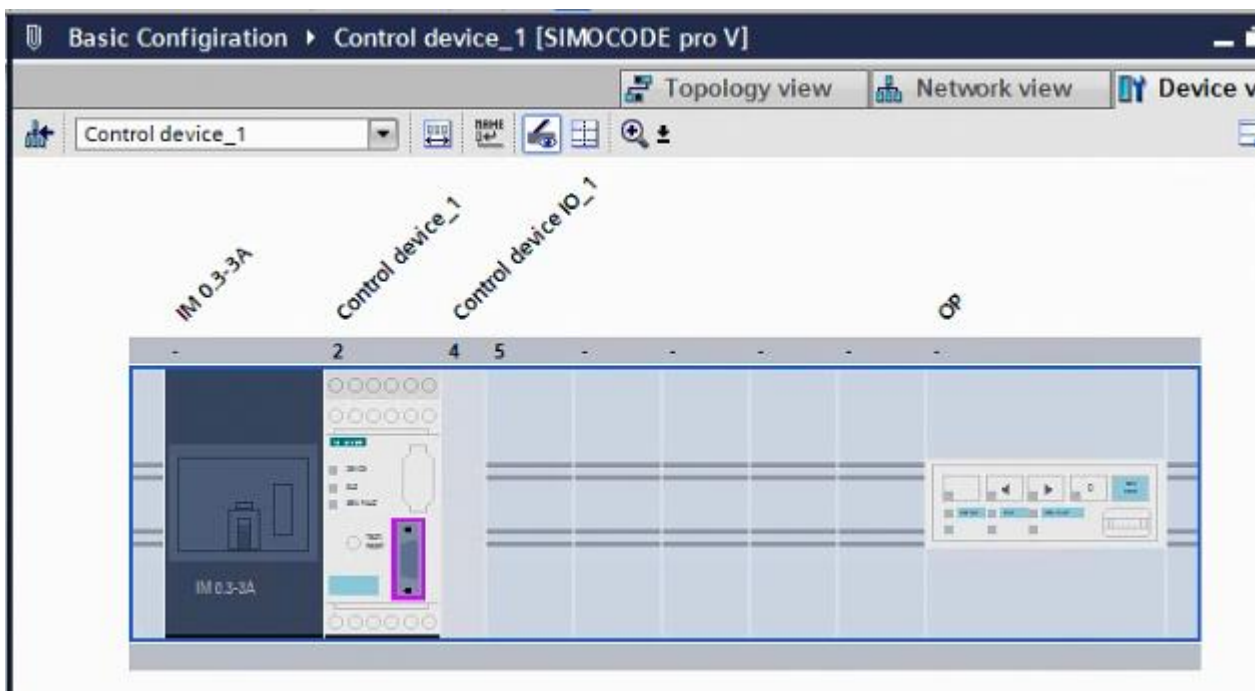 Basic Configiration ▸ Control device_1 [SIMOCODE pro V]
Topology view Network view Device v
Control device_1
IM 0.3-3A Control device_1 Control device IO_1 OP
- 2 4 5 - - - - -
IM 0.3-3A